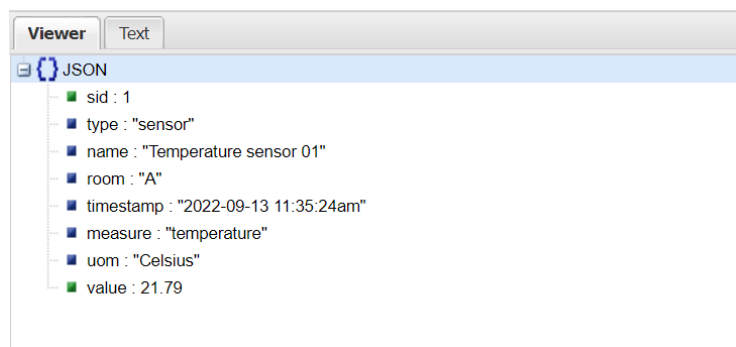 Viewer Text
{} JSON
sid : 1
type : "sensor"
name : "Temperature sensor 01"
room : "A"
timestamp : "2022-09-13 11:35:24am"
measure : "temperature"
uom : "Celsius"
value : 21.79